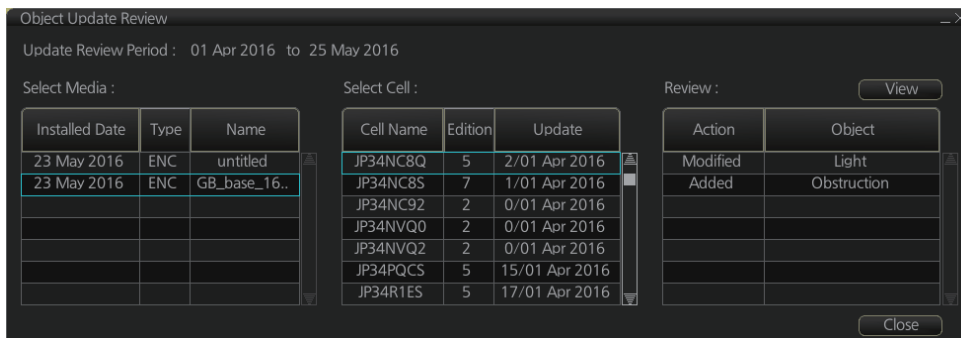 Object Update Review
Update Review Period : 01 Apr 2016 to 25 May 2016
Select Media :
Installed Date Type Name
23 May 2016 ENC untitled
23 May 2016 ENC GB_base_16..
Select Cell :
Cell Name Edition Update
JP34NC8Q 5 2/01 Apr 2016
JP34NC8S 7 1/01 Apr 2016
JP34NC92 2 0/01 Apr 2016
JP34NVQ0 2 0/01 Apr 2016
JP34NVQ2 2 0/01 Apr 2016
JP34PQCS 5 15/01 Apr 2016
JP34R1ES 5 17/01 Apr 2016
Review : View
Action Object
Modified Light
Added Obstruction
Close